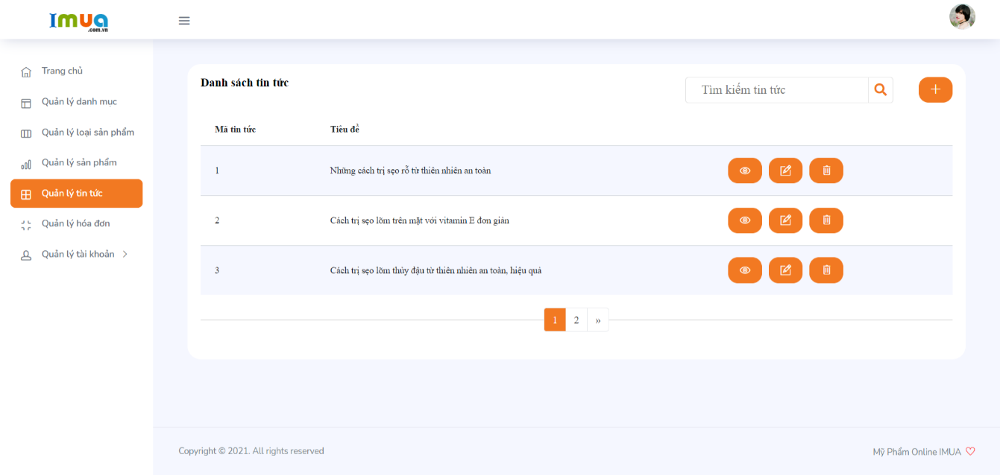 Imua
.com.vn
Trang chủ
Quản lý danh mục
Quản lý loại sản phẩm
Quản lý sản phẩm
Quản lý tin tức
Quản lý hóa đơn
Quản lý tài khoản
Danh sách tin tức
Tìm kiếm tin tức
Mã tin tức Tiêu đề
1 Những cách trị sẹo rỗ từ thiên nhiên an toàn
2 Cách trị sẹo lõm trên mặt với vitamin E đơn giản
3 Cách trị sẹo lõm thủy đậu từ thiên nhiên an toàn, hiệu quả
1 2 »
Copyright © 2021. All rights reserved
Mỹ Phẩm Online IMUA